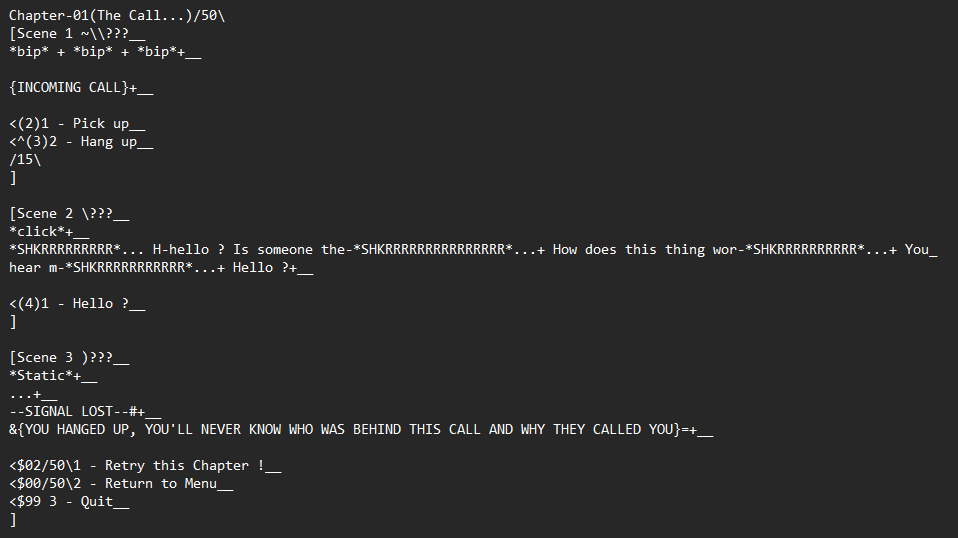 Chapter-01(The Call...)/50\
[Scene 1 ~\\???__
*bip* + *bip* + *bip*+__
{INCOMING CALL}+__
<(2)1 - Pick up__
<^(3)2 - Hang up__
/15\
]
[Scene 2 \???__
*click*+__
*SHKRRRRRRRRR*... H-hello ? Is someone the-*SHKRRRRRRRRRRRRRRR*...+ How does this thing wor-*SHKRRRRRRRRRR*...+ You_
hear m-*SHKRRRRRRRRRRR*...+ Hello ?+__
<(4)1 - Hello ?__
]
[Scene 3 )???__
*Static*+__
...+__
--SIGNAL LOST--#+__
&{YOU HANGED UP, YOU'LL NEVER KNOW WHO WAS BEHIND THIS CALL AND WHY THEY CALLED YOU}=+__
<$02/50\1 - Retry this Chapter !__
<$00/50\2 - Return to Menu__
<$99 3 - Quit__
]